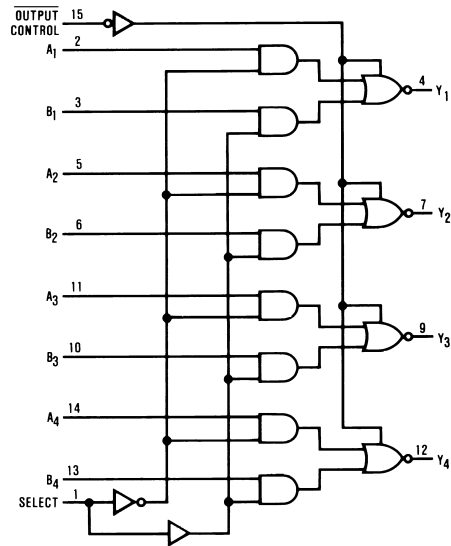 OUTPUT CONTROL 15
A1 2
4 Y1
B1 3
A2 5
7 Y2
B2 6
A3 11
9 Y3
B3 10
A4 14
12 Y4
B4 13
SELECT 1